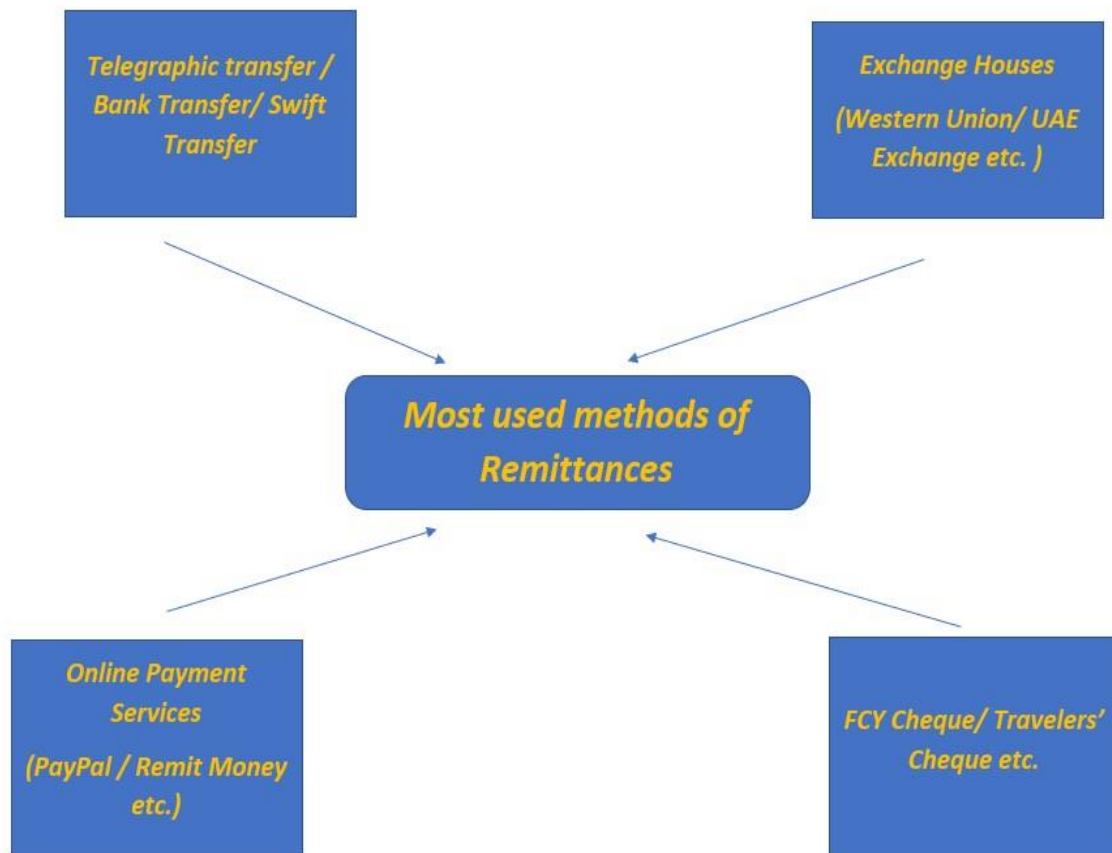 Telegraphic transfer /
Bank Transfer/ Swift
Transfer
Exchange Houses
(Western Union/ UAE
Exchange etc. )
Most used methods of
Remittances
Online Payment
Services
(PayPal / Remit Money
etc.)
FCY Cheque/ Travelers’
Cheque etc.